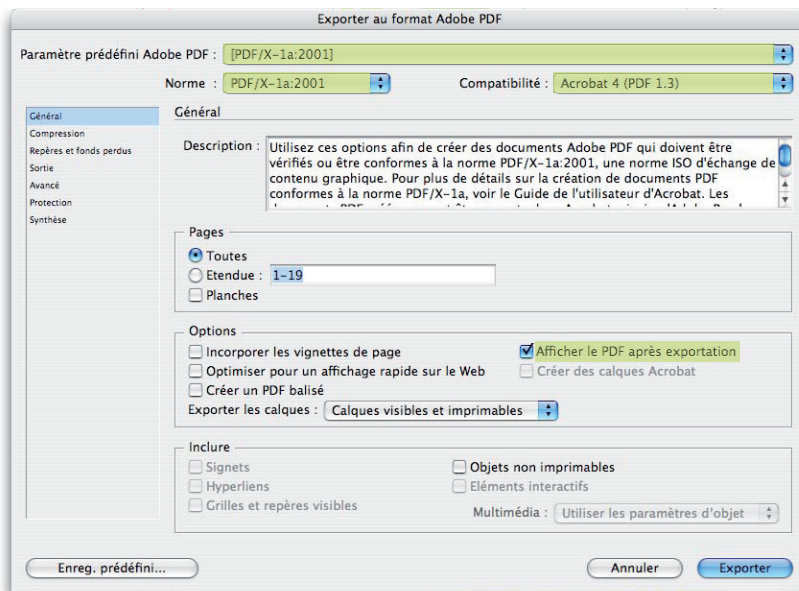 Exporter au format Adobe PDF
Paramètre prédéfini Adobe PDF : [PDF/X-1a:2001]
Norme : PDF/X-1a:2001 Compatibilité : Acrobat 4 (PDF 1.3)
Général
Compression
Repères et fonds perdus
Sortie
Avancé
Protection
Synthèse
Général
Description : Utilisez ces options afin de créer des documents Adobe PDF qui doivent être
vérifiés ou être conformes à la norme PDF/X-1a:2001, une norme ISO d'échange de
contenu graphique. Pour plus de détails sur la création de documents PDF
conformes à la norme PDF/X-1a, voir le Guide de l'utilisateur d'Acrobat. Les
Pages
Toutes
Etendue : 1-19
Planches
Options
Incorporer les vignettes de page Afficher le PDF après exportation
Optimiser pour un affichage rapide sur le Web Créer des calques Acrobat
Créer un PDF balisé
Exporter les calques : Calques visibles et imprimables
Inclure
Signets Objets non imprimables
Hyperliens Eléments interactifs
Grilles et repères visibles
Multimédia : Utiliser les paramètres d'objet
Enreg. prédéfini... Annuler Exporter